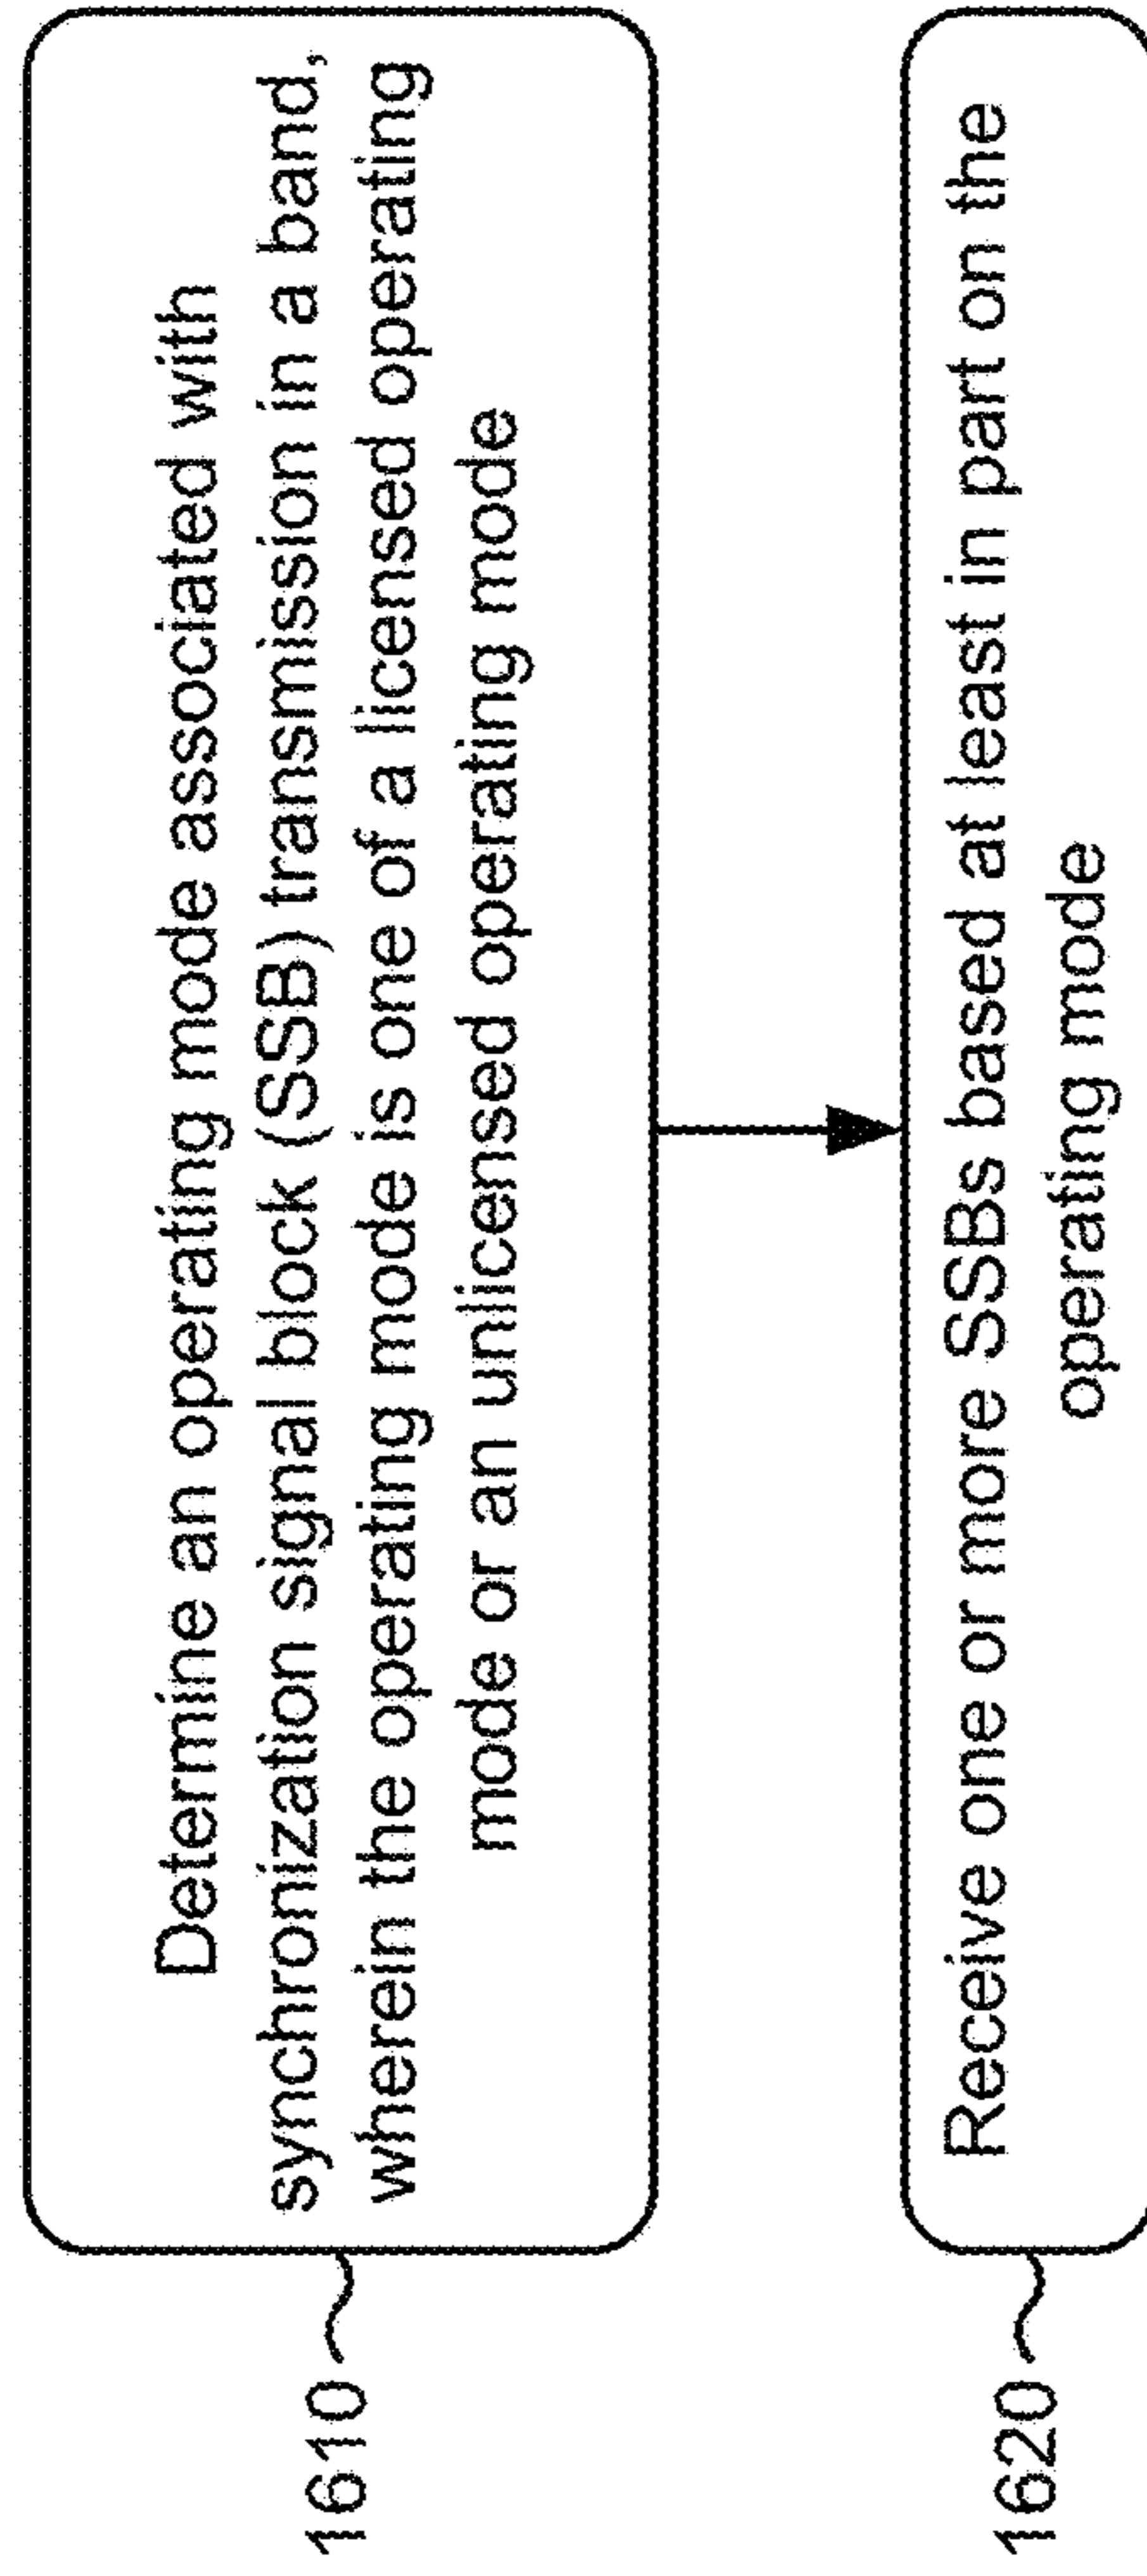 1610
Determine an operating mode associated with
synchronization signal block (SSB) transmission in a band,
wherein the operating mode is one of a licensed operating
mode or an unlicensed operating mode
1620
Receive one or more SSBs based at least in part on the
operating mode